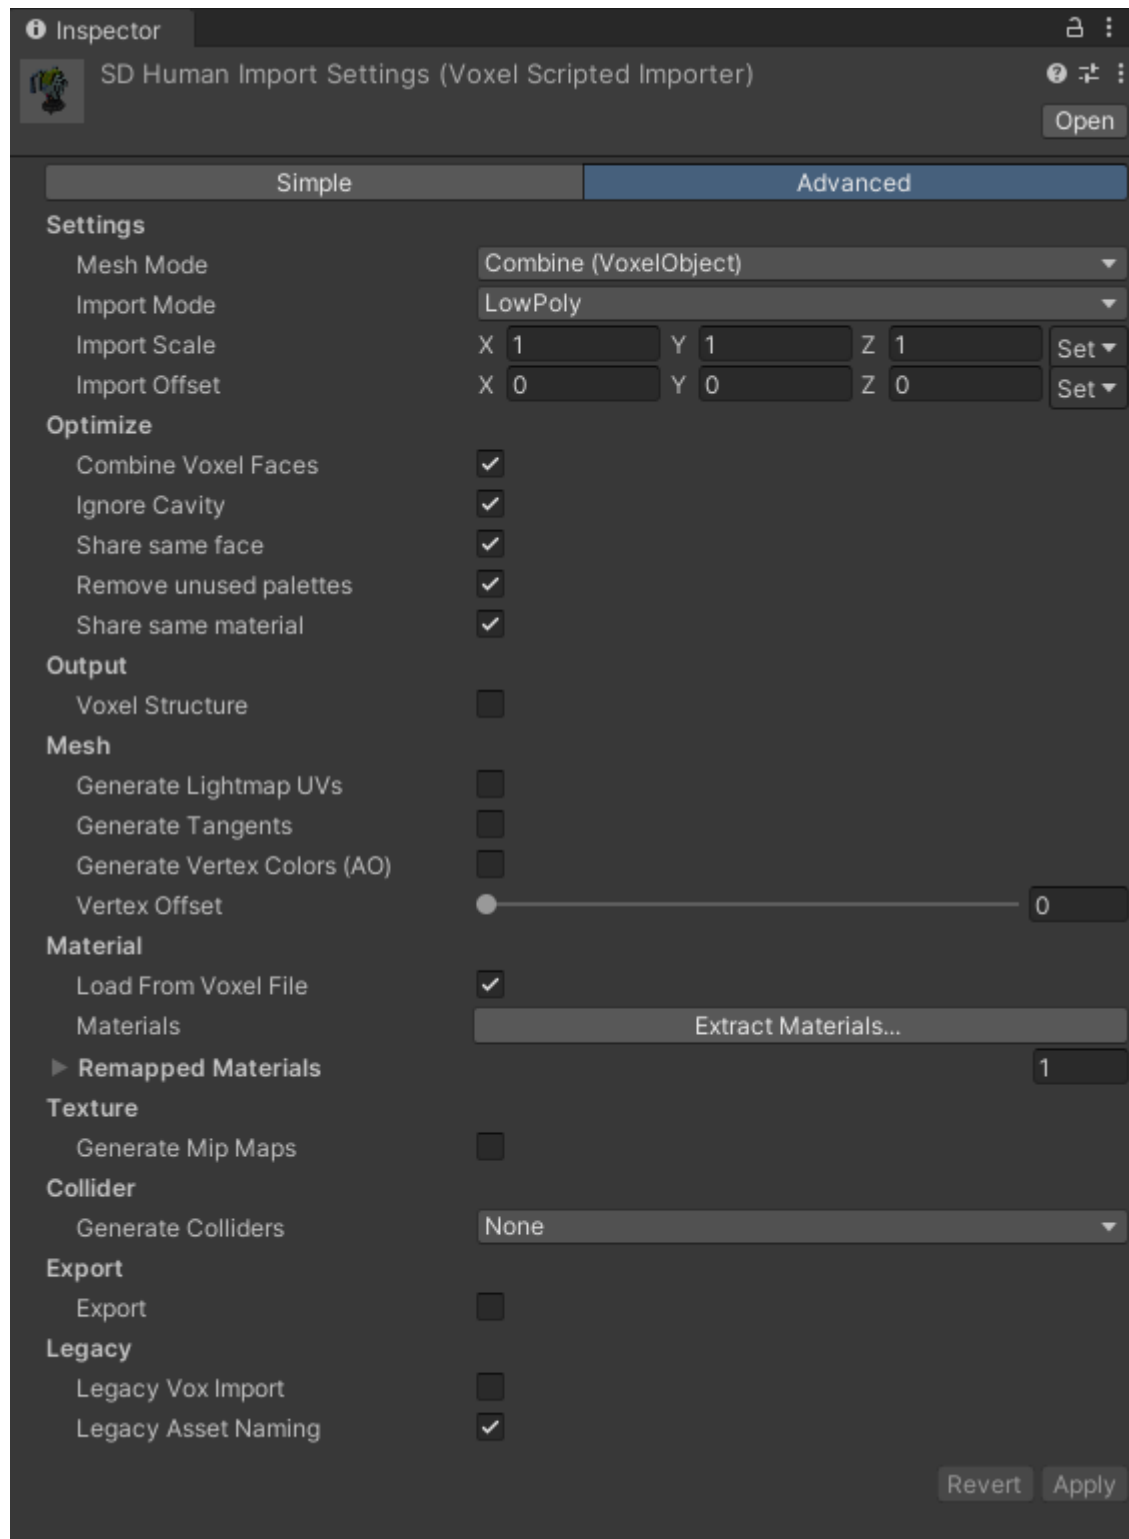 Inspector
SD Human Import Settings (Voxel Scripted Importer)
Open
Simple Advanced
Settings
Mesh Mode Combine (VoxelObject)
Import Mode LowPoly
Import Scale X 1 Y 1 Z 1 Set
Import Offset X 0 Y 0 Z 0 Set
Optimize
Combine Voxel Faces
Ignore Cavity
Share same face
Remove unused palettes
Share same material
Output
Voxel Structure
Mesh
Generate Lightmap UVs
Generate Tangents
Generate Vertex Colors (AO)
Vertex Offset 0
Material
Load From Voxel File
Materials Extract Materials...
Remapped Materials 1
Texture
Generate Mip Maps
Collider
Generate Colliders None
Export
Export
Legacy
Legacy Vox Import
Legacy Asset Naming
Revert Apply